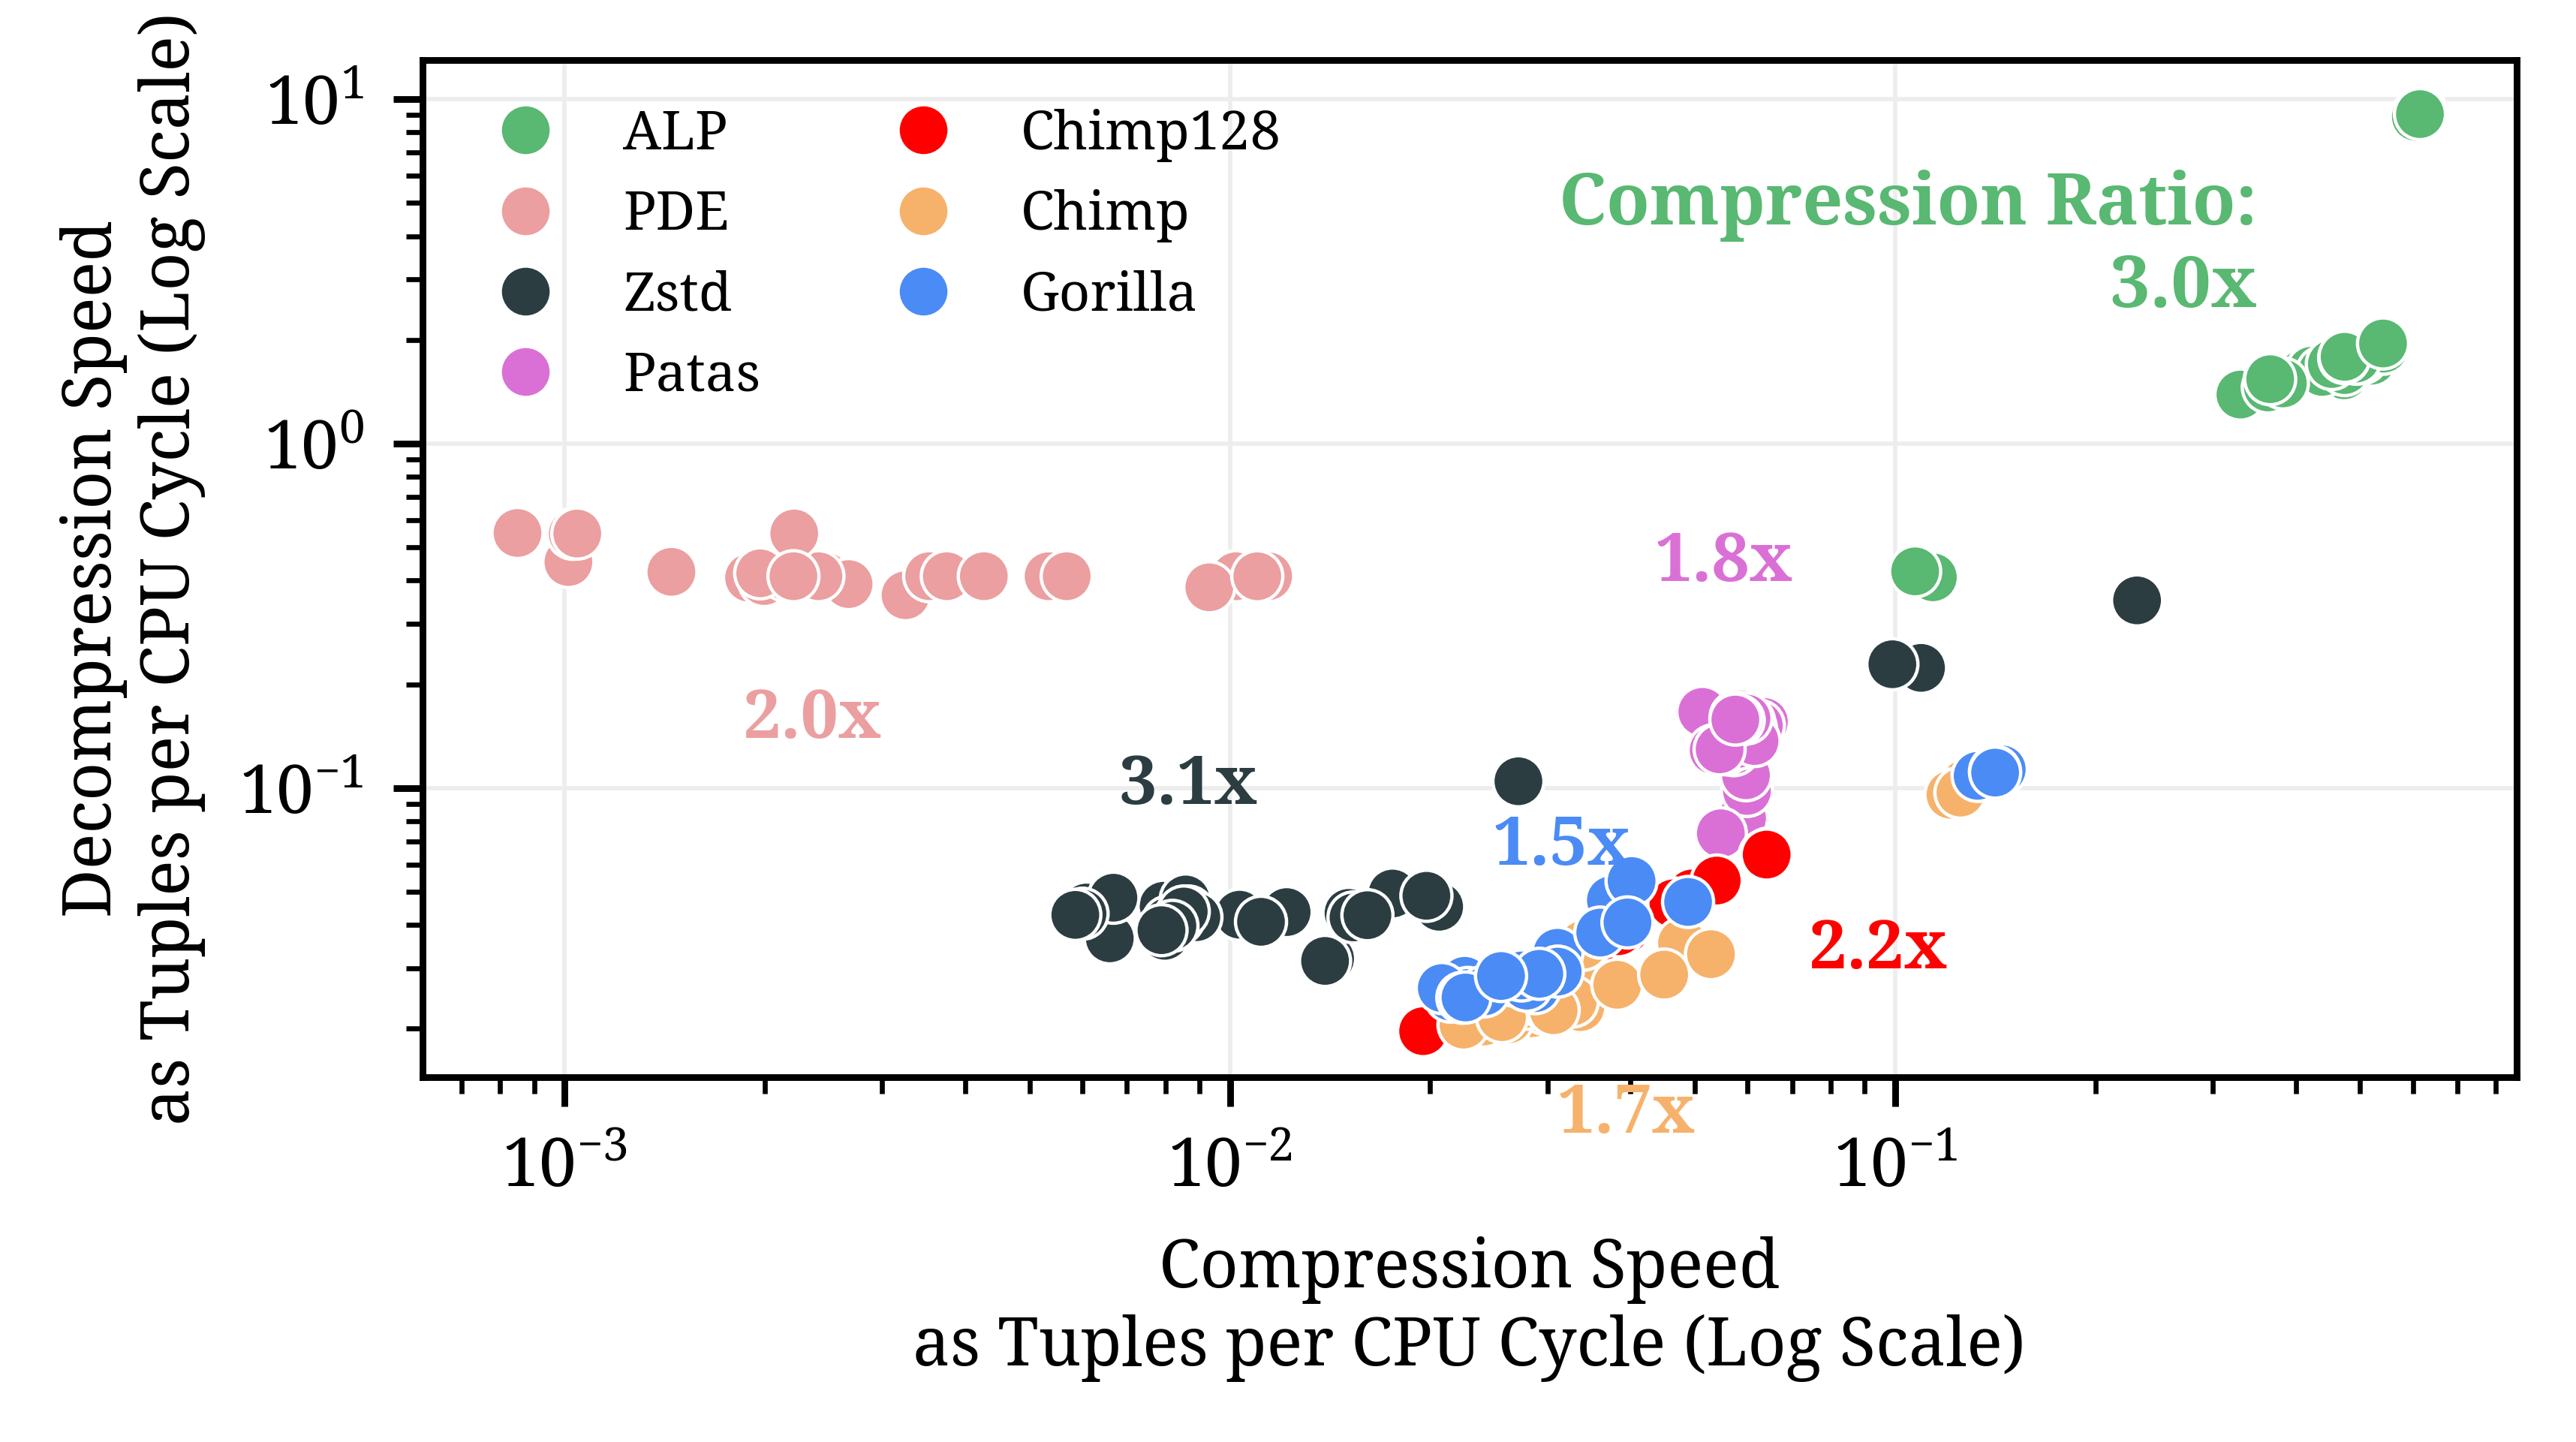 Decompression Speed
as Tuples per CPU Cycle (Log Scale)
10¹
10⁰
10⁻¹
ALP
PDE
Zstd
Patas
Chimp128
Chimp
Gorilla
Compression Ratio:
3.0x
1.8x
2.0x
3.1x
1.5x
2.2x
1.7x
10⁻³
10⁻²
10⁻¹
Compression Speed
as Tuples per CPU Cycle (Log Scale)